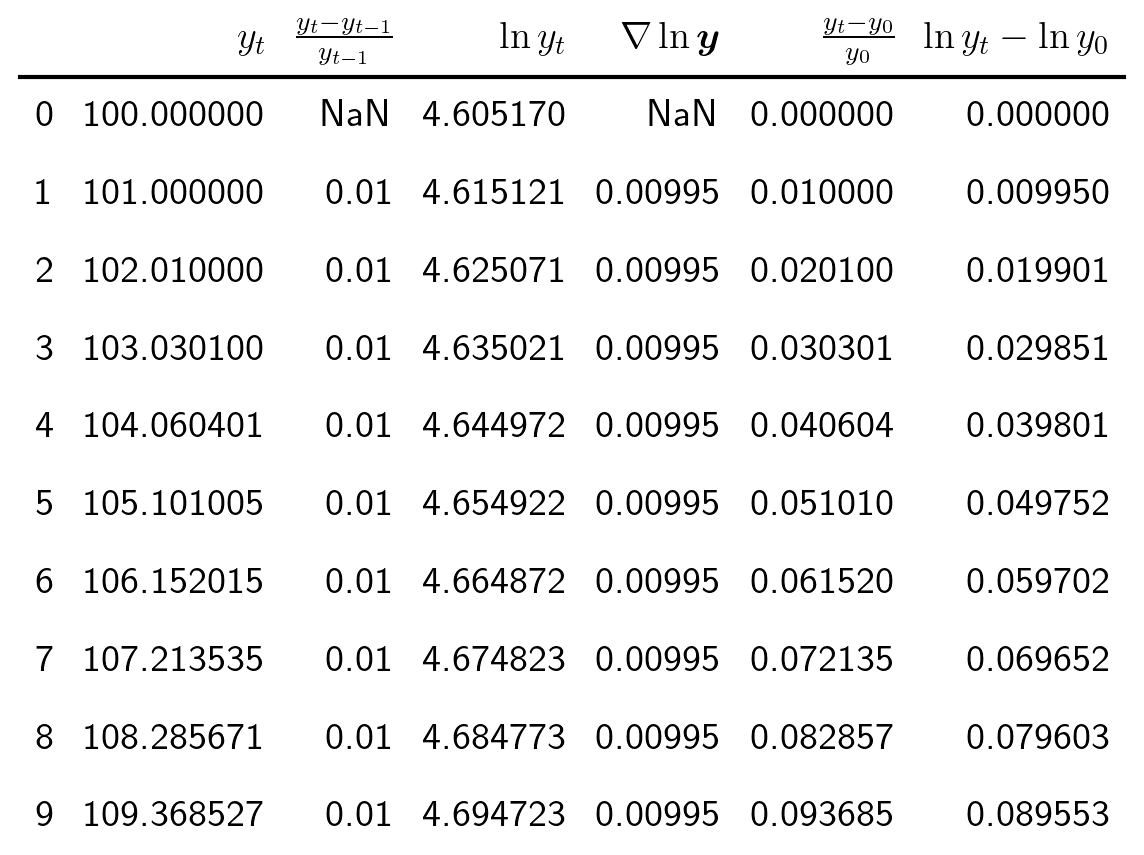 $y_t$ $\frac{y_t-y_{t-1}}{y_{t-1}}$ $\ln y_t$ $\nabla \ln \boldsymbol{y}$ $\frac{y_t-y_0}{y_0}$ $\ln y_t - \ln y_0$
0 100.000000 NaN 4.605170 NaN 0.000000 0.000000
1 101.000000 0.01 4.615121 0.00995 0.010000 0.009950
2 102.010000 0.01 4.625071 0.00995 0.020100 0.019901
3 103.030100 0.01 4.635021 0.00995 0.030301 0.029851
4 104.060401 0.01 4.644972 0.00995 0.040604 0.039801
5 105.101005 0.01 4.654922 0.00995 0.051010 0.049752
6 106.152015 0.01 4.664872 0.00995 0.061520 0.059702
7 107.213535 0.01 4.674823 0.00995 0.072135 0.069652
8 108.285671 0.01 4.684773 0.00995 0.082857 0.079603
9 109.368527 0.01 4.694723 0.00995 0.093685 0.089553